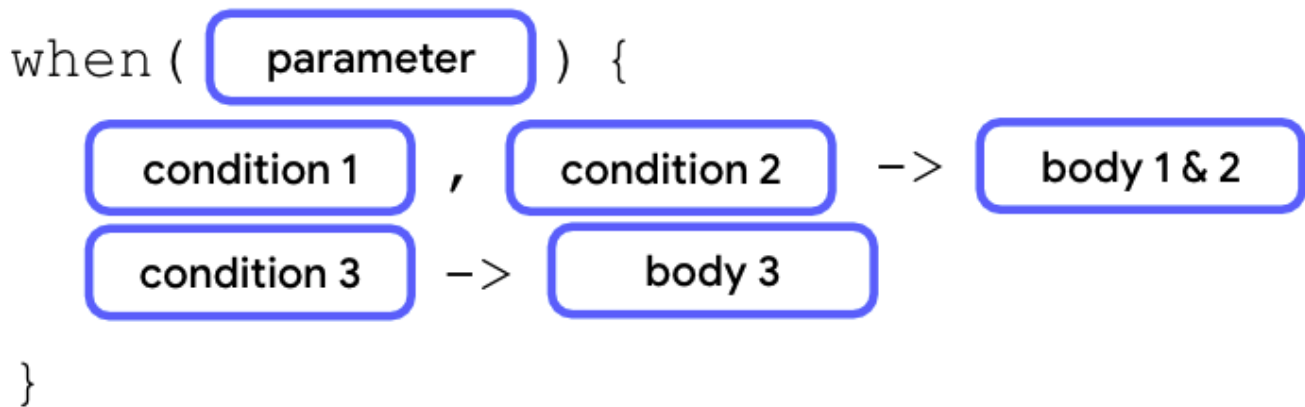 when( parameter ) {
condition 1 , condition 2 -> body 1 & 2
condition 3 -> body 3
}